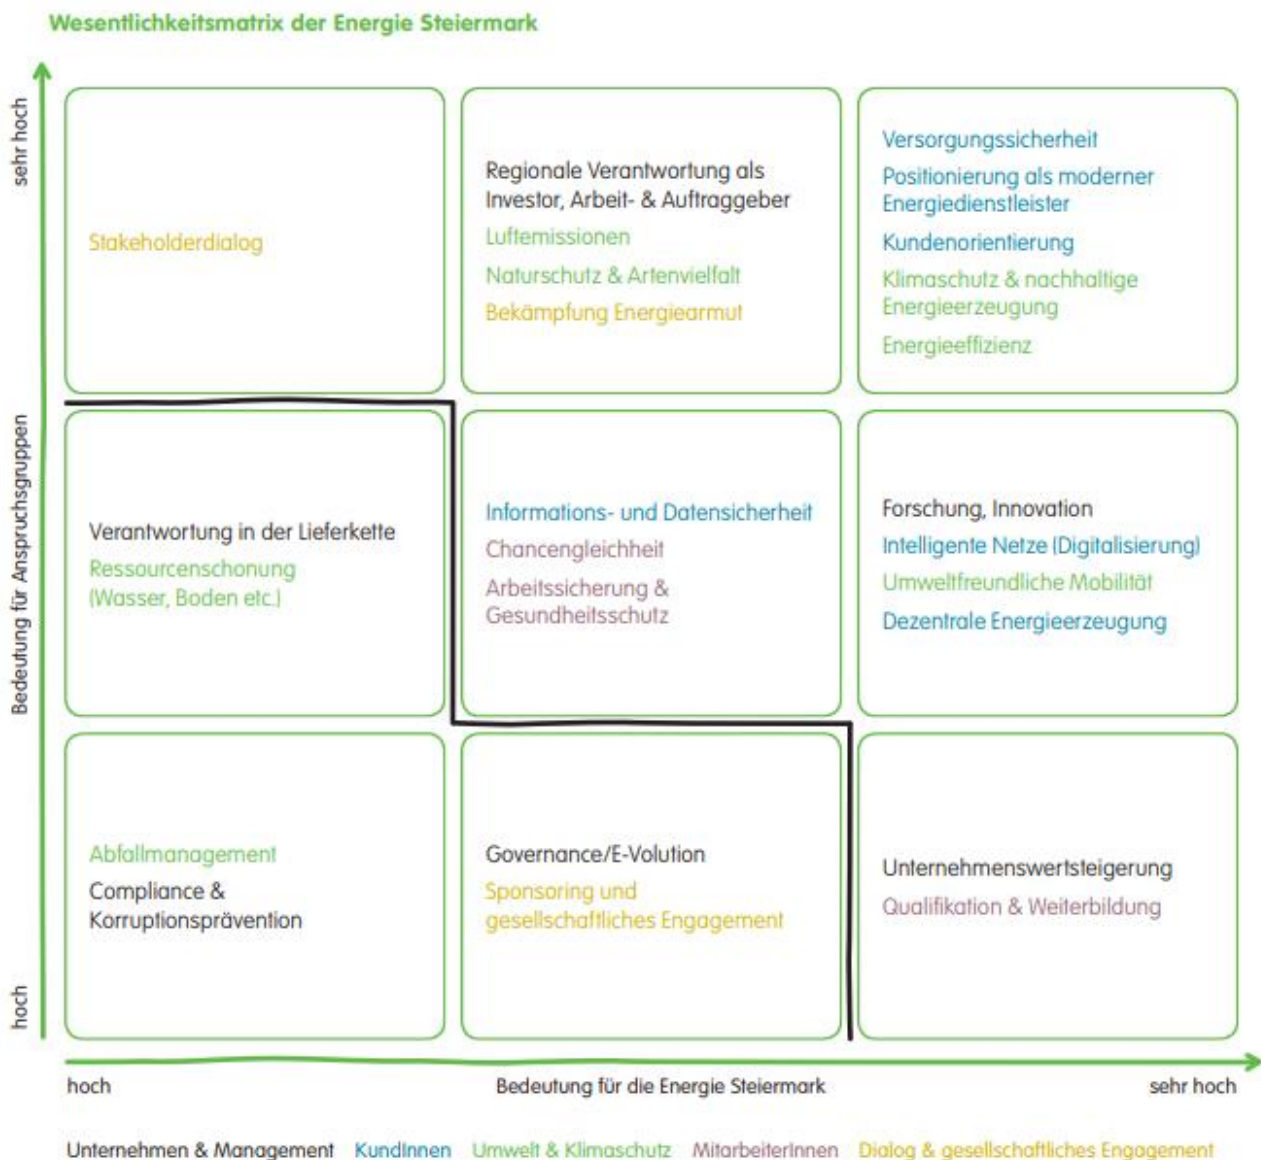 Wesentlichkeitsmatrix der Energie Steiermark
sehr hoch
Bedeutung für Anspruchsgruppen
hoch
Stakeholderdialog
Regionale Verantwortung als
Investor, Arbeit- & Auftraggeber
Luftemissionen
Naturschutz & Artenvielfalt
Bekämpfung Energiearmut
Versorgungssicherheit
Positionierung als moderner
Energiedienstleister
Kundenorientierung
Klimaschutz & nachhaltige
Energieerzeugung
Energieeffizienz
Verantwortung in der Lieferkette
Ressourcenschonung
(Wasser, Boden etc.)
Informations- und Datensicherheit
Chancengleichheit
Arbeitssicherung &
Gesundheitsschutz
Forschung, Innovation
Intelligente Netze (Digitalisierung)
Umweltfreundliche Mobilität
Dezentrale Energieerzeugung
Abfallmanagement
Compliance &
Korruptionsprävention
Governance/E-Volution
Sponsoring und
gesellschaftliches Engagement
Unternehmenswertsteigerung
Qualifikation & Weiterbildung
hoch
Bedeutung für die Energie Steiermark
sehr hoch
Unternehmen & Management KundInnen Umwelt & Klimaschutz MitarbeiterInnen Dialog & gesellschaftliches Engagement